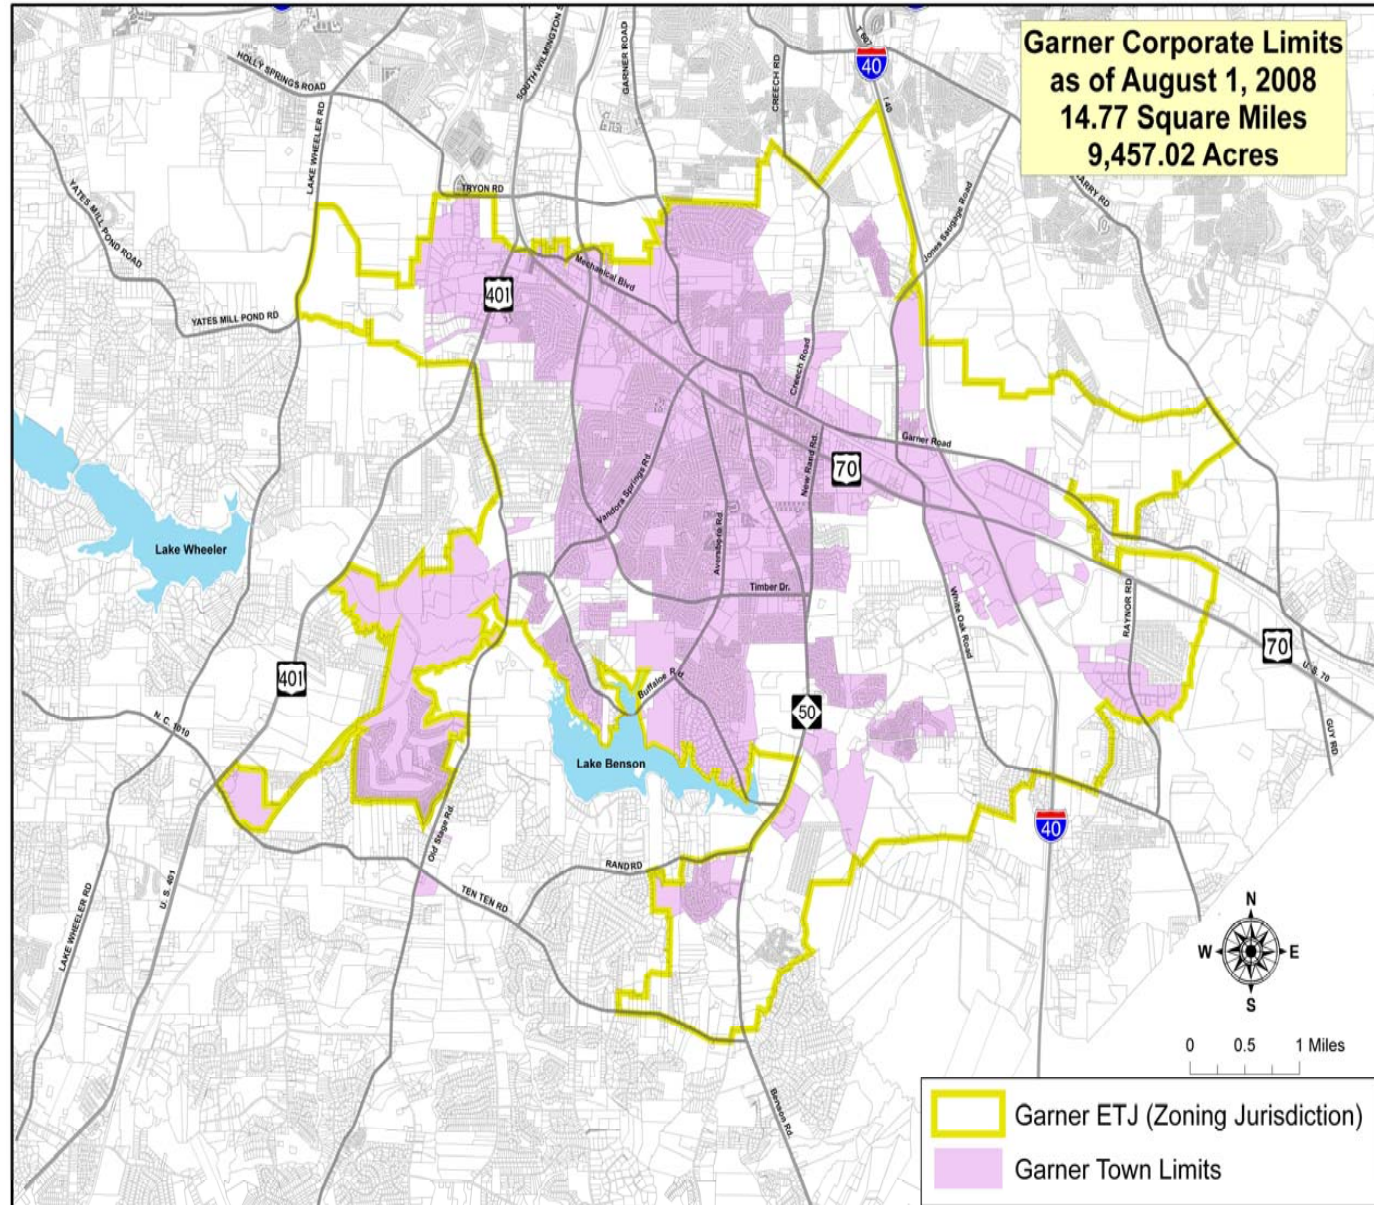 Garner Corporate Limits
as of August 1, 2008
14.77 Square Miles
9,457.02 Acres
HOLLY SPRINGS ROAD
SOUTH WILMINGTON S
GARNER ROAD
CREECH RD
40
I 40
LAKE WHEELER RD
YATES MILL POND ROAD
TRYON RD
Jones Saugage Road
ARRY RD
Mechanical Blvd
401
YATES MILL POND RD
Creech Road
Garner Road
New Rand Rd.
70
Vandora Springs Rd.
Aversboro Rd.
Lake Wheeler
Timber Dr.
White Oak Road
RAYNOR RD
70
U. S. 70
GUY RD
401
Buffaloe Rd
50
N. C. 1010
Lake Benson
40
Old Stage Rd.
RAND RD
TEN TEN RD
LAKE WHEELER RD
U. S. 401
N
W
E
S
0 0.5 1 Miles
Benson Rd.
Garner ETJ (Zoning Jurisdiction)
Garner Town Limits